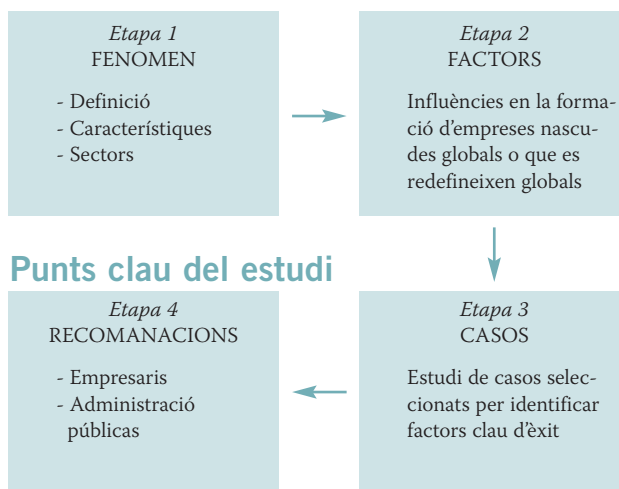 Etapa 1
FENOMEN
- Definició
- Característiques
- Sectors
Etapa 2
FACTORS
Influències en la forma-
ció d'empreses nascu-
des globals o que es
redefineixen globals
Punts clau del estudi
Etapa 3
CASOS
Estudi de casos selec-
cionats per identificar
factors clau d'èxit
Etapa 4
RECOMANACIONS
- Empresaris
- Administració
públicas